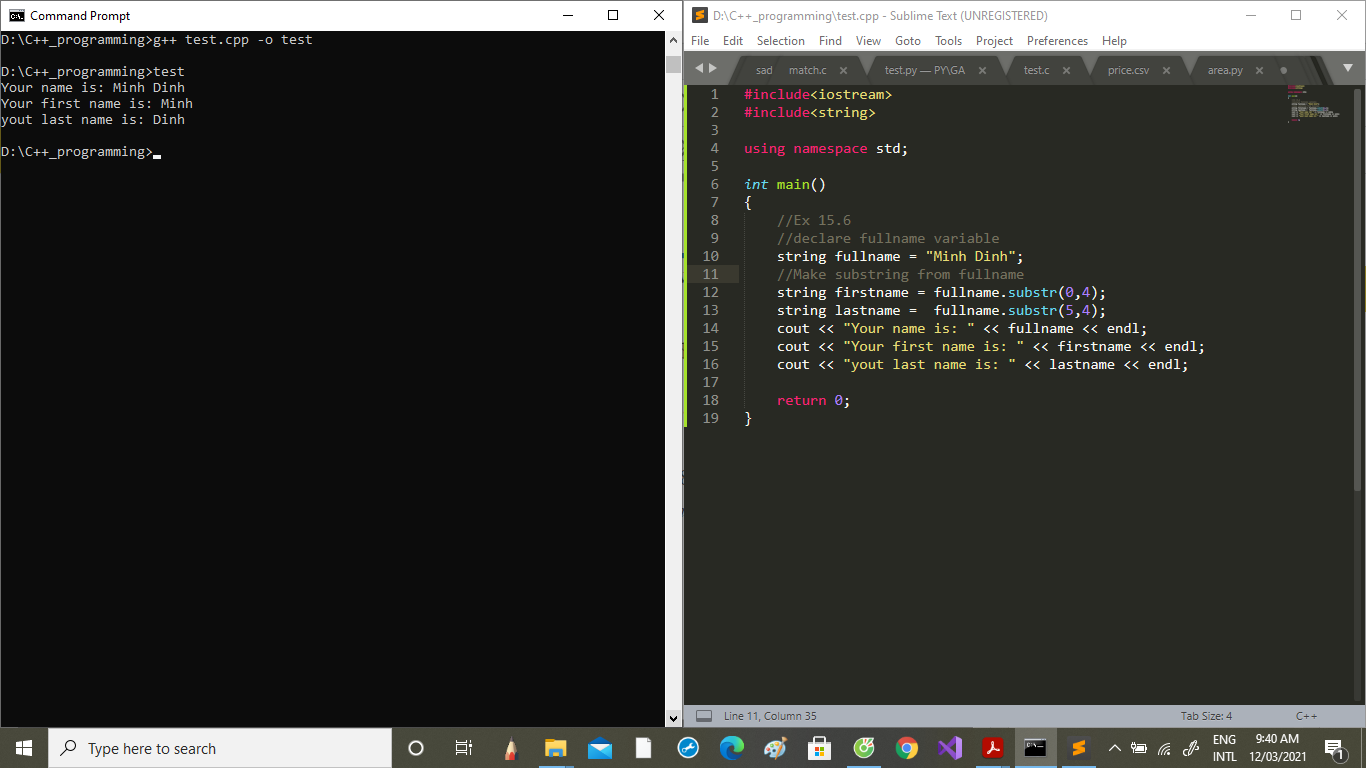 Command Prompt
D:\C++_programming>g++ test.cpp -o test
D:\C++_programming>test
Your name is: Minh Dinh
Your first name is: Minh
yout last name is: Dinh
D:\C++_programming>
D:\C++_programming\test.cpp - Sublime Text (UNREGISTERED)
File Edit Selection Find View Goto Tools Project Preferences Help
sad match.c test.py — PY\GA test.c price.csv area.py
1 #include<iostream>
2 #include<string>
3
4 using namespace std;
5
6 int main()
7 {
8 //Ex 15.6
9 //declare fullname variable
10 string fullname = "Minh Dinh";
11 //Make substring from fullname
12 string firstname = fullname.substr(0,4);
13 string lastname =  fullname.substr(5,4);
14 cout << "Your name is: " << fullname << endl;
15 cout << "Your first name is: " << firstname << endl;
16 cout << "yout last name is: " << lastname << endl;
17
18 return 0;
19 }
Line 11, Column 35 Tab Size: 4 C++
Type here to search
ENG
INTL
9:40 AM
12/03/2021
1